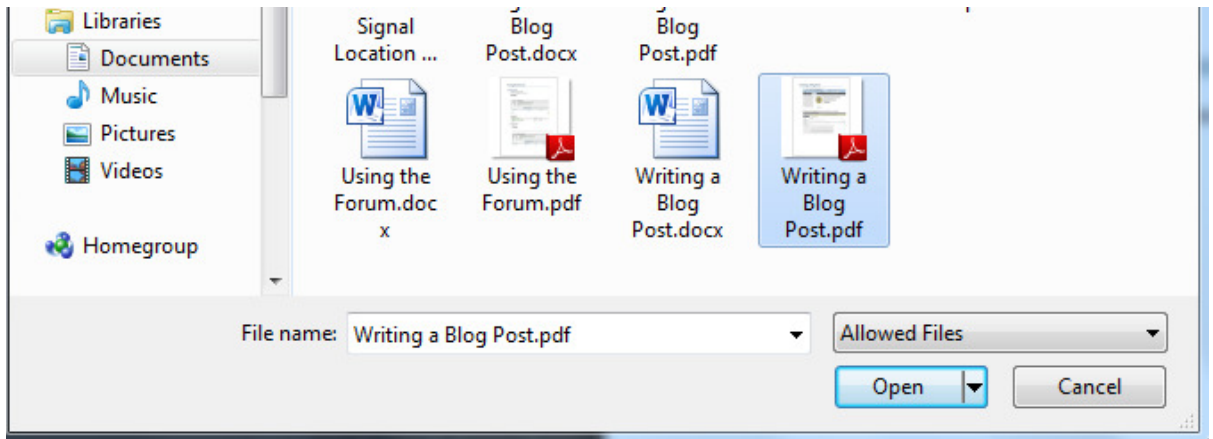 Libraries
Documents
Music
Pictures
Videos
Homegroup
Signal
Location ...
Blog
Post.docx
Blog
Post.pdf
Using the
Forum.doc
x
Using the
Forum.pdf
Writing a
Blog
Post.docx
Writing a
Blog
Post.pdf
File name: Writing a Blog Post.pdf
Allowed Files
Open
Cancel